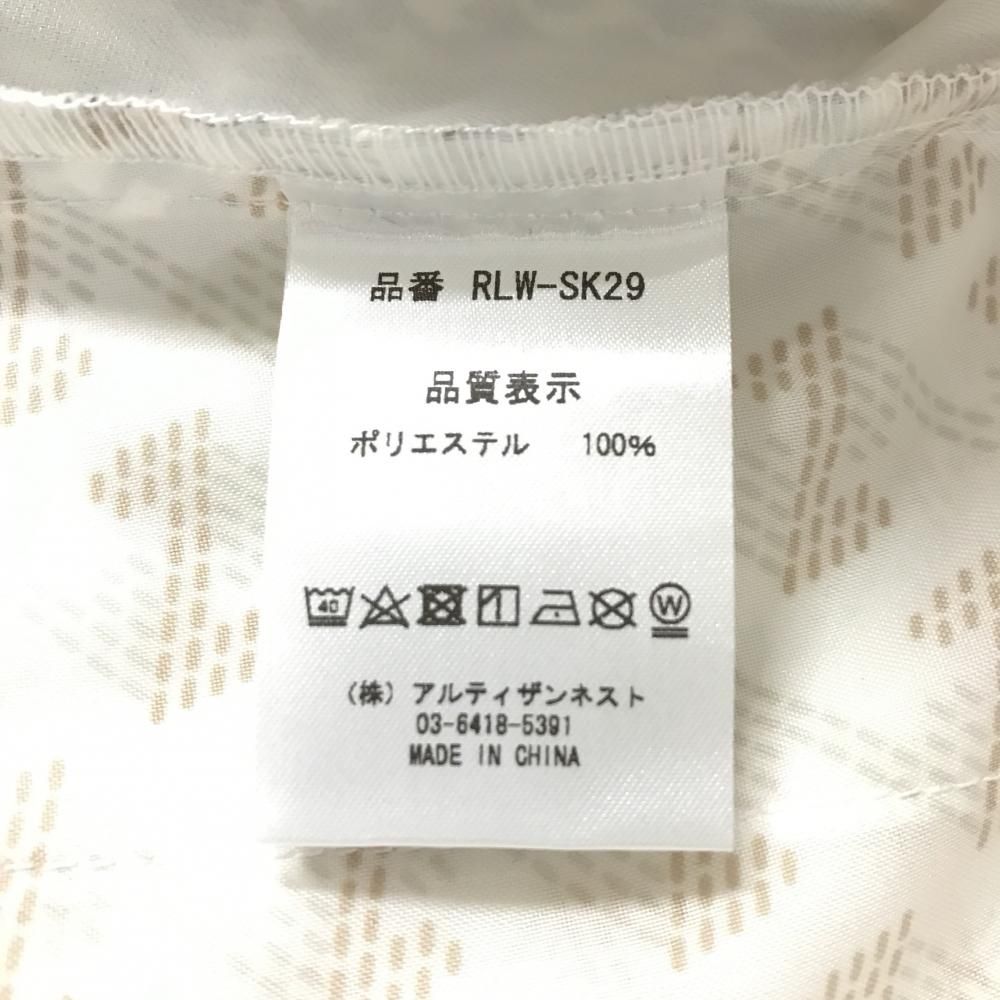 品番 RLW-SK29
品質表示
ポリエステル 100%
40 W
(株) アルティザンネスト
03-6418-5391
MADE IN CHINA